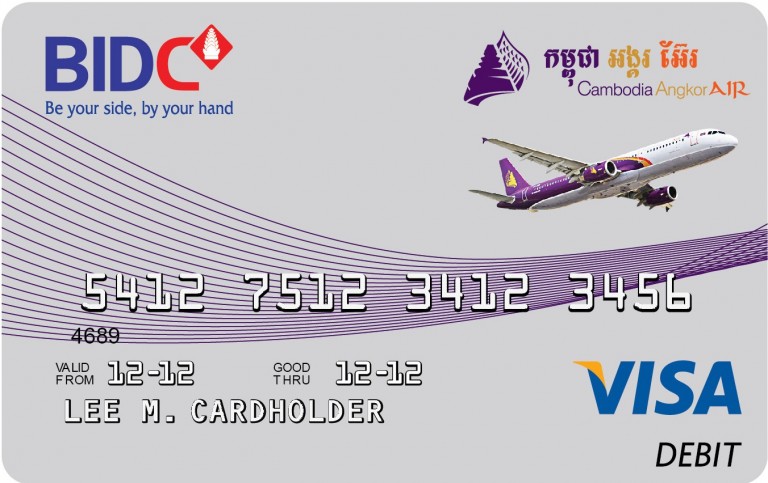 BIDC
Be your side, by your hand
កម្ពុជា អង្គរ អ៊ែរ
Cambodia Angkor AIR
5412 7512 3412 3456
4689
VALID FROM 12-12 GOOD THRU 12-12
LEE M. CARDHOLDER
VISA
DEBIT